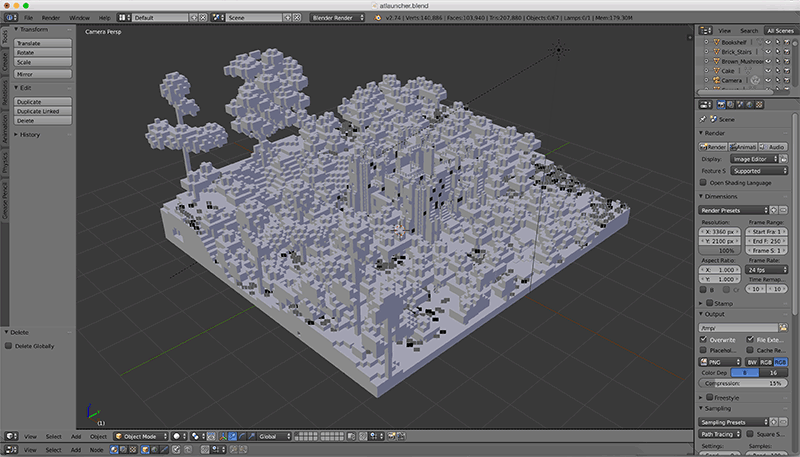 atlauncher.blend
File Render Window Help
Default
Scene
Blender Render
v2.74 | Verts:140,886 | Faces:103,940 | Tris:207,880 | Objects:0/67 | Lamps:0/1 | Mem:179.30M
Tools
Create
Relations
Animation
Physics
Grease Pencil
Transform
Translate
Rotate
Scale
Mirror
Edit
Duplicate
Duplicate Linked
Delete
History
Delete
Delete Globally
Camera Persp
(1)
View Select Add Object
Object Mode
Global
View Select Add Node
View Search All Scenes
Bookshelf
Brick_Stairs
Brown_Mushroom
Cake
Camera
Scene
Render
Render Animati Audio
Display: Image Editor
Feature S Supported
Open Shading Language
Dimensions
Render Presets
Resolution: Frame Range:
X: 3360 px Start Fra: 1
Y: 2100 px End F: 250
100% Frame S: 1
Aspect Ratio: Frame Rate:
X: 1.000 24 fps
Y: 1.000 Time Remap..
B Cr 10 10
Stamp
Output
/tmp/
Overwrite File Exte...
Placehol... Cache Re...
PNG BW RGB RGB
Color Dep 8 16
Compression: 15%
Freestyle
Sampling
Sampling Presets
Path Tracing Square S...
Settings: